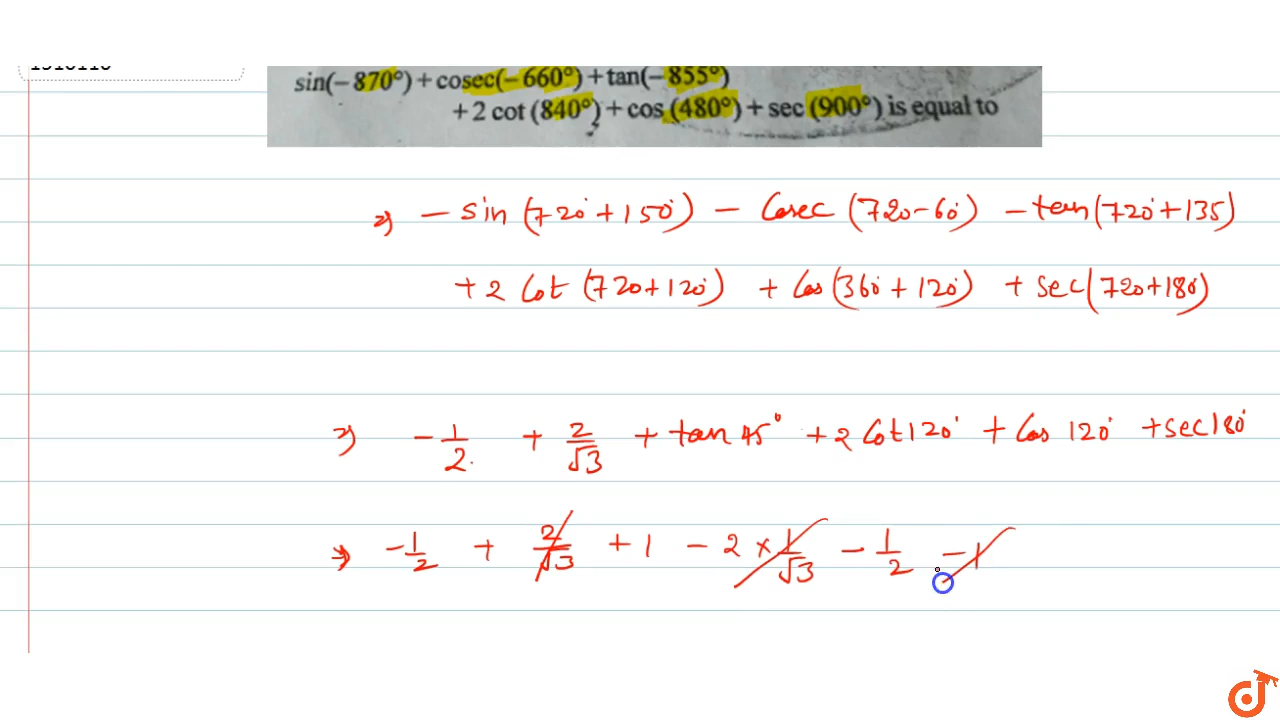 sin(−870°) + cosec(−660°) + tan(−855°)
+ 2 cot (840°) + cos (480°) + sec (900°) is equal to
⇒ − sin (720° + 150°) − Cosec (720 − 60°) − tan (720° + 135)
+ 2 Cot (720 + 120°) + Cos (360° + 120°) + sec (720 + 180°)
⇒ − 1/2 + 2/√3 + tan 45° + 2 Cot 120° + Cos 120° + sec 180°
⇒ − 1/2 + 2/√3 + 1 − 2 × 1/√3 − 1/2 − 1